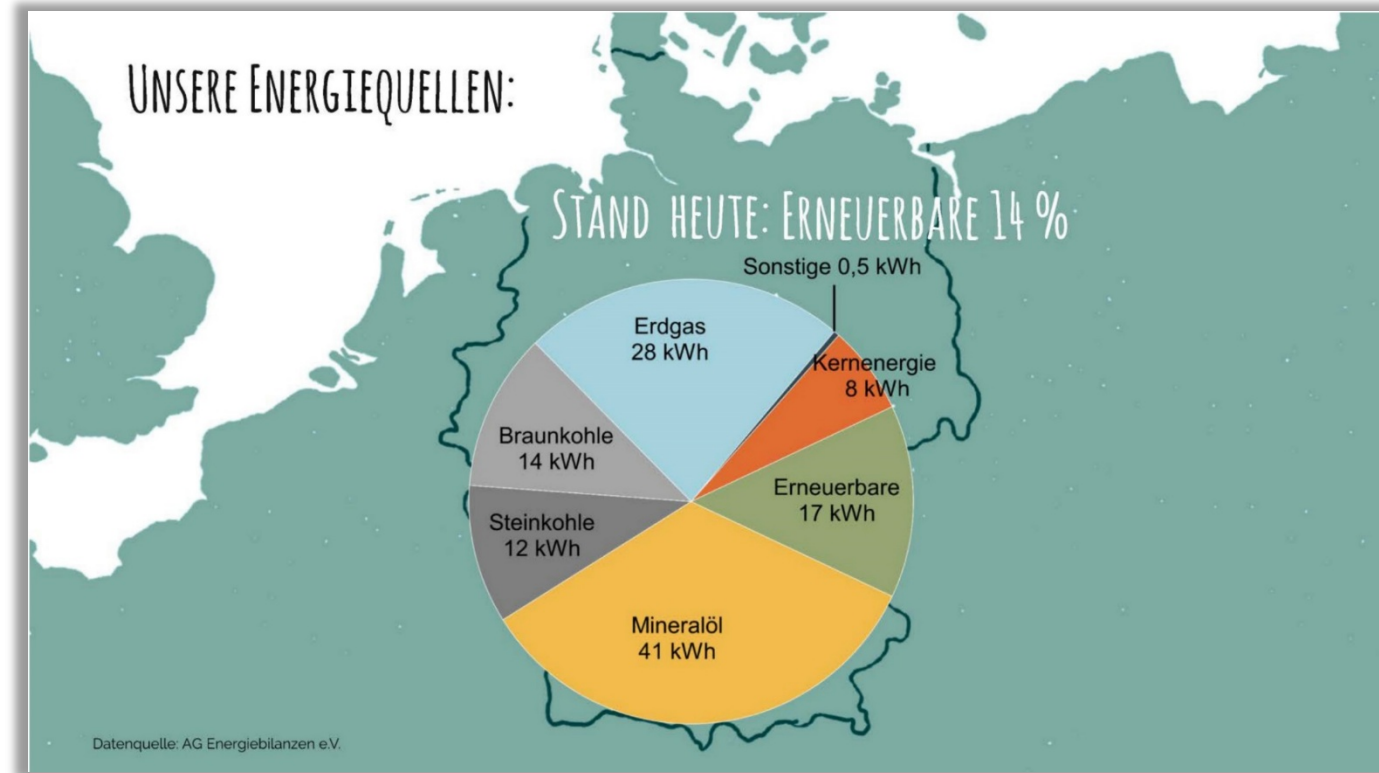 UNSERE ENERGIEQUELLEN:
STAND HEUTE: ERNEUERBARE 14 %
Sonstige 0,5 kWh
Erdgas
28 kWh
Kernenergie
8 kWh
Braunkohle
14 kWh
Erneuerbare
17 kWh
Steinkohle
12 kWh
Mineralöl
41 kWh
Datenquelle: AG Energiebilanzen e.V.